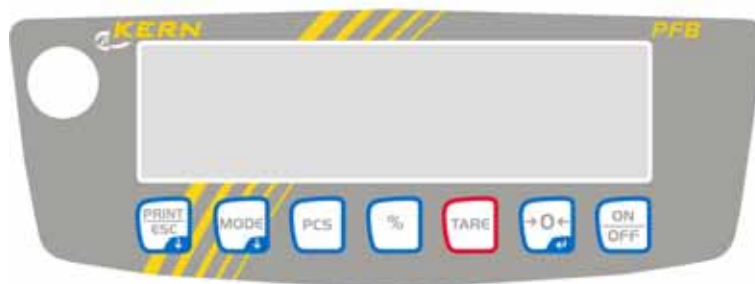 KERN PFB
PRINT ESC MODE PCS % TARE →0← ON OFF